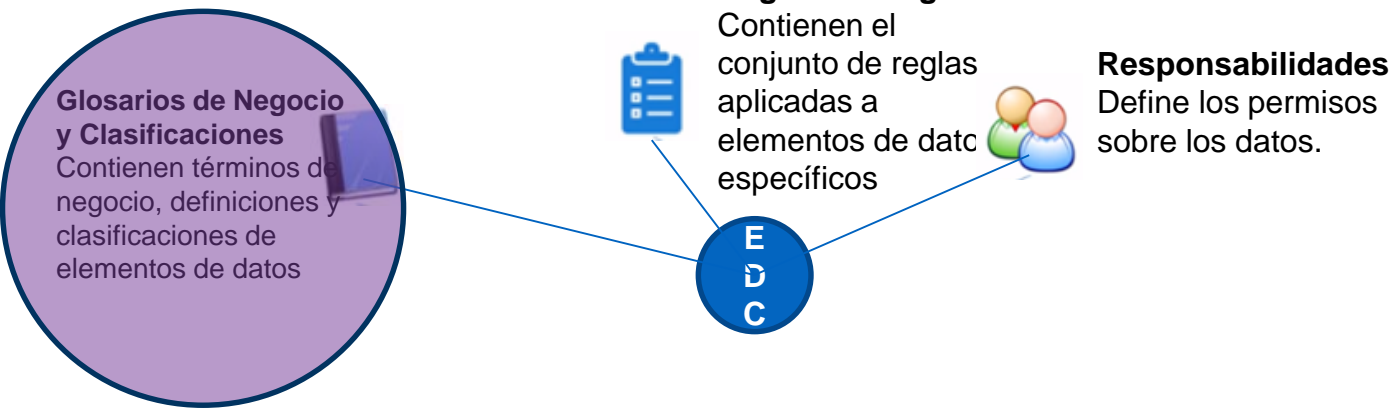 Glosarios de Negocio
y Clasificaciones
Contienen términos de
negocio, definiciones y
clasificaciones de
elementos de datos
Contienen el
conjunto de reglas
aplicadas a
elementos de dato
específicos
Responsabilidades
Define los permisos
sobre los datos.
E
D
C